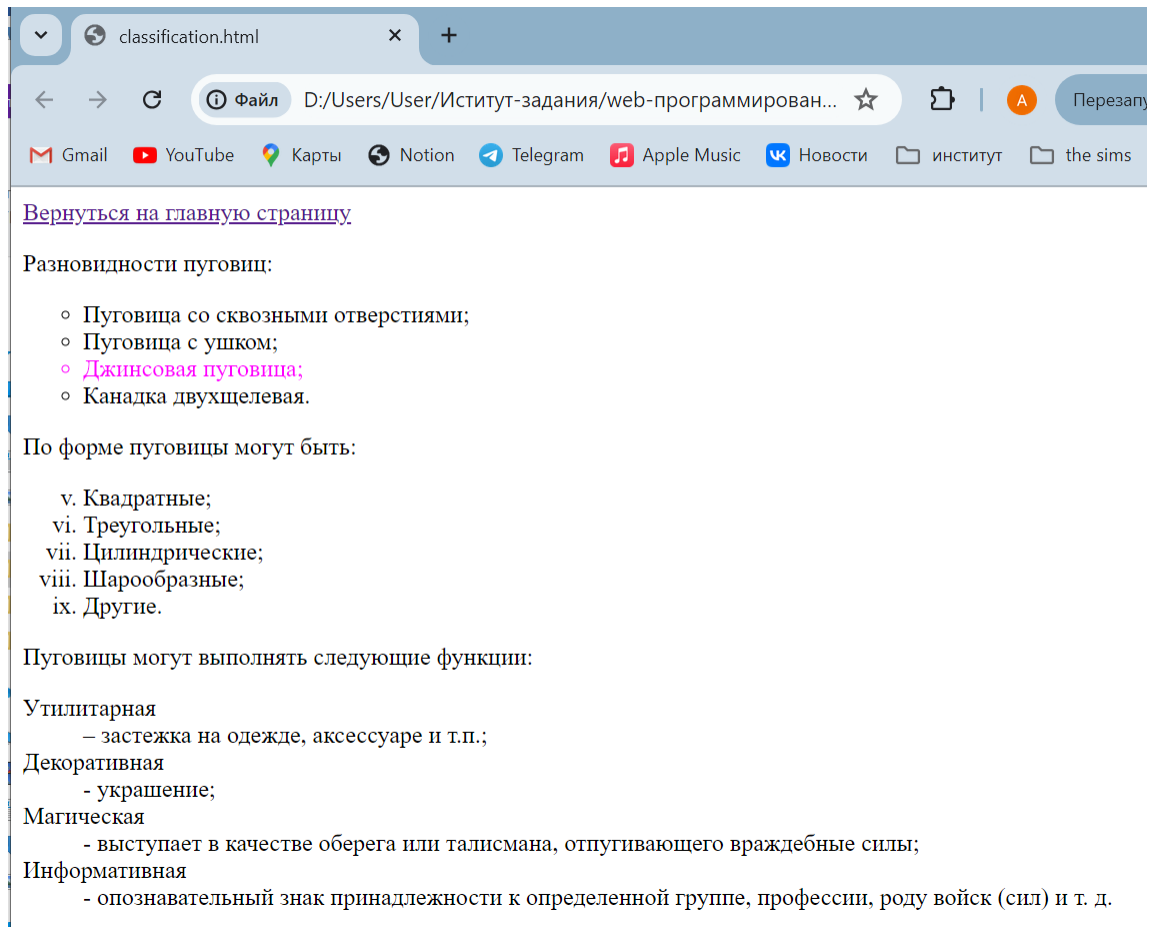 classification.html
Файл D:/Users/User/Иститут-задания/web-программирован... А Перезапу
Gmail YouTube Карты Notion Telegram Apple Music Новости институт the sims
Вернуться на главную страницу
Разновидности пуговиц:
Пуговица со сквозными отверстиями;
Пуговица с ушком;
Джинсовая пуговица;
Канадка двухщелевая.
По форме пуговицы могут быть:
v. Квадратные;
vi. Треугольные;
vii. Цилиндрические;
viii. Шарообразные;
ix. Другие.
Пуговицы могут выполнять следующие функции:
Утилитарная
– застежка на одежде, аксессуаре и т.п.;
Декоративная
- украшение;
Магическая
- выступает в качестве оберега или талисмана, отпугивающего враждебные силы;
Информативная
- опознавательный знак принадлежности к определенной группе, профессии, роду войск (сил) и т. д.